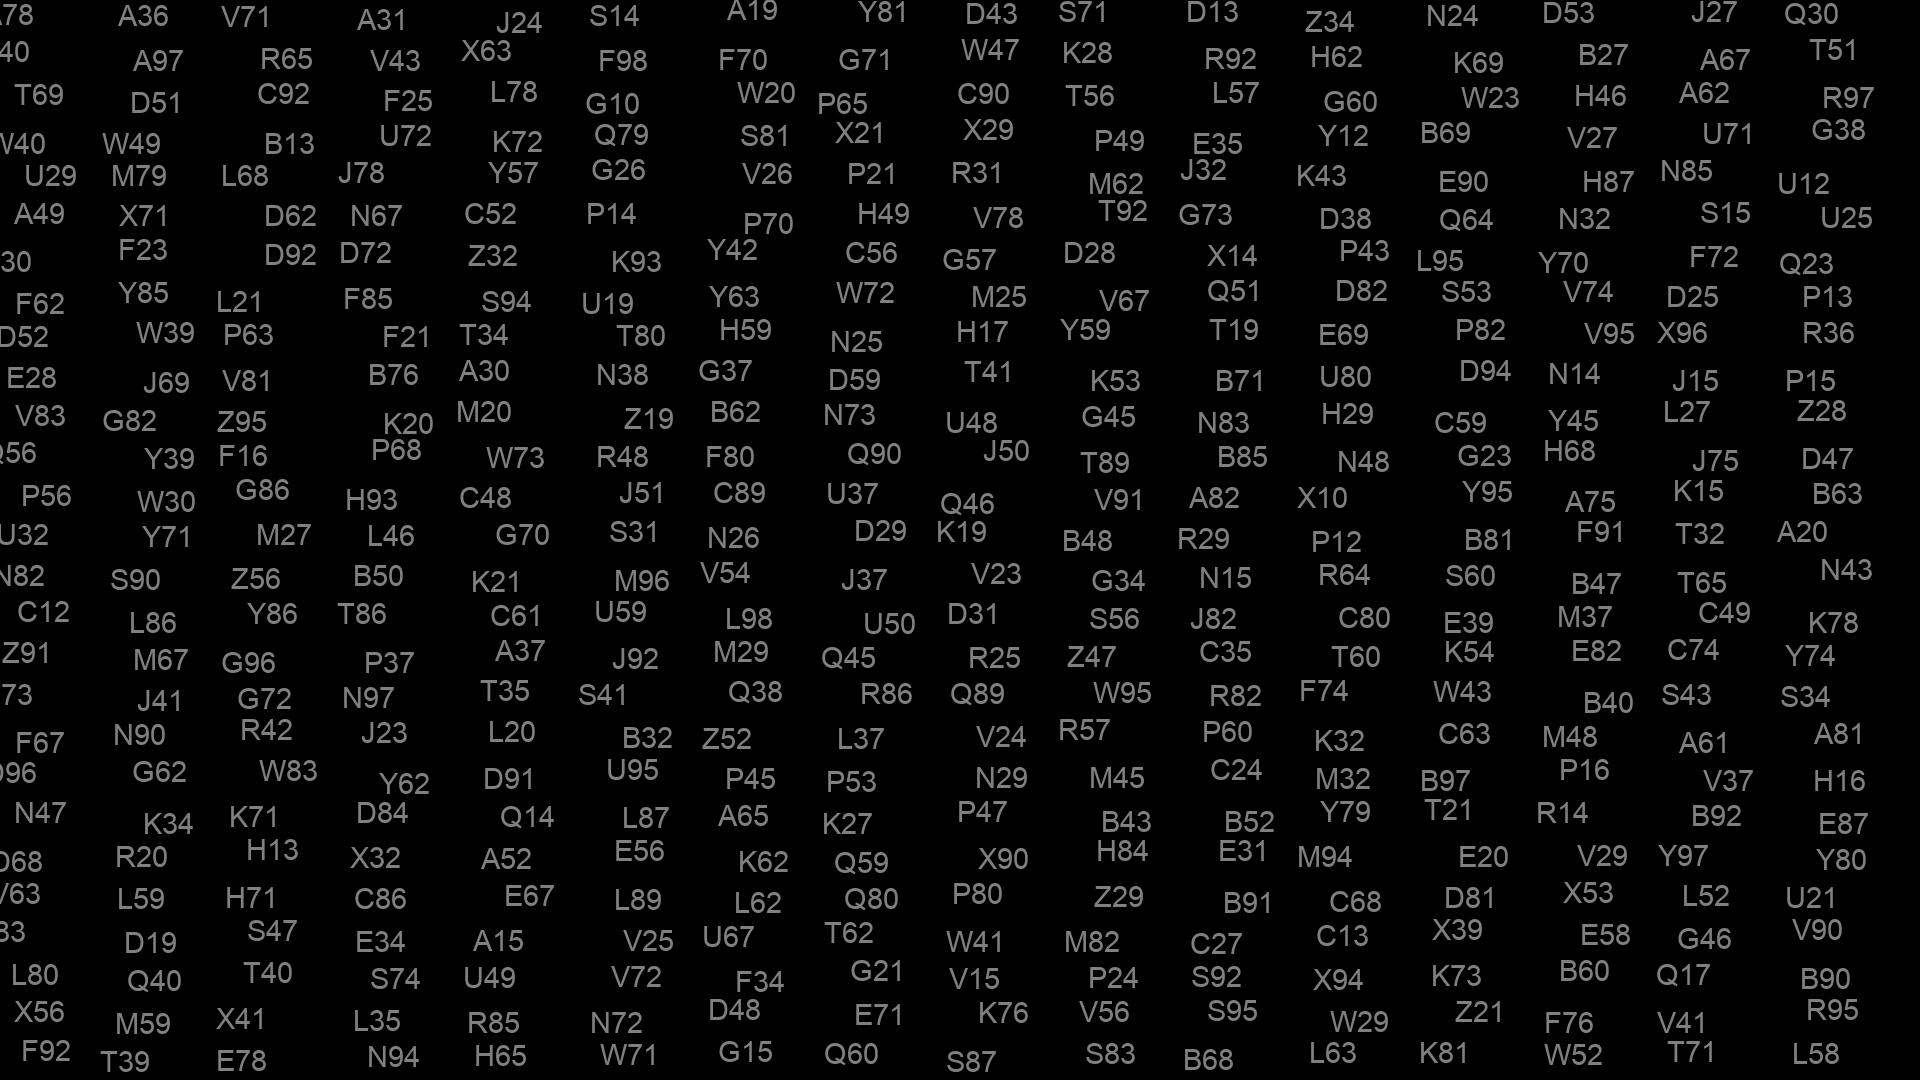 A36 V71 A31 J24 S14 A19 Y81 D43 S71 D13 Z34 N24 D53 J27 Q30
A97 R65 V43 X63 F98 F70 G71 W47 K28 R92 H62 K69 B27 A67 T51
T69 D51 C92 F25 L78 G10 W20 P65 C90 T56 L57 G60 W23 H46 A62 R97
W40 W49 B13 U72 K72 Q79 S81 X21 X29 P49 E35 Y12 B69 V27 U71 G38
U29 M79 L68 J78 Y57 G26 V26 P21 R31 M62 J32 K43 E90 H87 N85 U12
A49 X71 D62 N67 C52 P14 P70 H49 V78 T92 G73 D38 Q64 N32 S15 U25
F23 D92 D72 Z32 K93 Y42 C56 G57 D28 X14 P43 L95 Y70 F72 Q23
F62 Y85 L21 F85 S94 U19 Y63 W72 M25 V67 Q51 D82 S53 V74 D25 P13
D52 W39 P63 F21 T34 T80 H59 N25 H17 Y59 T19 E69 P82 V95 X96 R36
E28 J69 V81 B76 A30 N38 G37 D59 T41 K53 B71 U80 D94 N14 J15 P15
V83 G82 Z95 K20 M20 Z19 B62 N73 U48 G45 N83 H29 C59 Y45 L27 Z28
Y39 F16 P68 W73 R48 F80 Q90 J50 T89 B85 N48 G23 H68 J75 D47
P56 W30 G86 H93 C48 J51 C89 U37 Q46 V91 A82 X10 Y95 A75 K15 B63
U32 Y71 M27 L46 G70 S31 N26 D29 K19 B48 R29 P12 B81 F91 T32 A20
N82 S90 Z56 B50 K21 M96 V54 J37 V23 G34 N15 R64 S60 B47 T65 N43
C12 L86 Y86 T86 C61 U59 L98 U50 D31 S56 J82 C80 E39 M37 C49 K78
Z91 M67 G96 P37 A37 J92 M29 Q45 R25 Z47 C35 T60 K54 E82 C74 Y74
J41 G72 N97 T35 S41 Q38 R86 Q89 W95 R82 F74 W43 B40 S43 S34
F67 N90 R42 J23 L20 B32 Z52 L37 V24 R57 P60 K32 C63 M48 A61 A81
G62 W83 Y62 D91 U95 P45 P53 N29 M45 C24 M32 B97 P16 V37 H16
N47 K34 K71 D84 Q14 L87 A65 K27 P47 B43 B52 Y79 T21 R14 B92 E87
R20 H13 X32 A52 E56 K62 Q59 X90 H84 E31 M94 E20 V29 Y97 Y80
V63 L59 H71 C86 E67 L89 L62 Q80 P80 Z29 B91 C68 D81 X53 L52 U21
D19 S47 E34 A15 V25 U67 T62 W41 M82 C27 C13 X39 E58 G46 V90
L80 Q40 T40 S74 U49 V72 F34 G21 V15 P24 S92 X94 K73 B60 Q17 B90
X56 M59 X41 L35 R85 N72 D48 E71 K76 V56 S95 W29 Z21 F76 V41 R95
F92 T39 E78 N94 H65 W71 G15 Q60 S87 S83 B68 L63 K81 W52 T71 L58